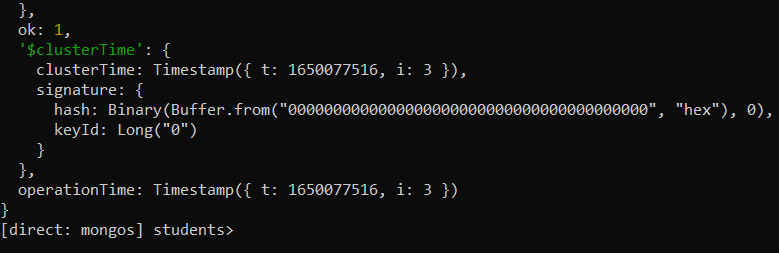 },
  ok: 1,
  '$clusterTime': {
    clusterTime: Timestamp({ t: 1650077516, i: 3 }),
    signature: {
      hash: Binary(Buffer.from("0000000000000000000000000000000000000000", "hex"), 0),
      keyId: Long("0")
    }
  },
  operationTime: Timestamp({ t: 1650077516, i: 3 })
}
[direct: mongos] students>